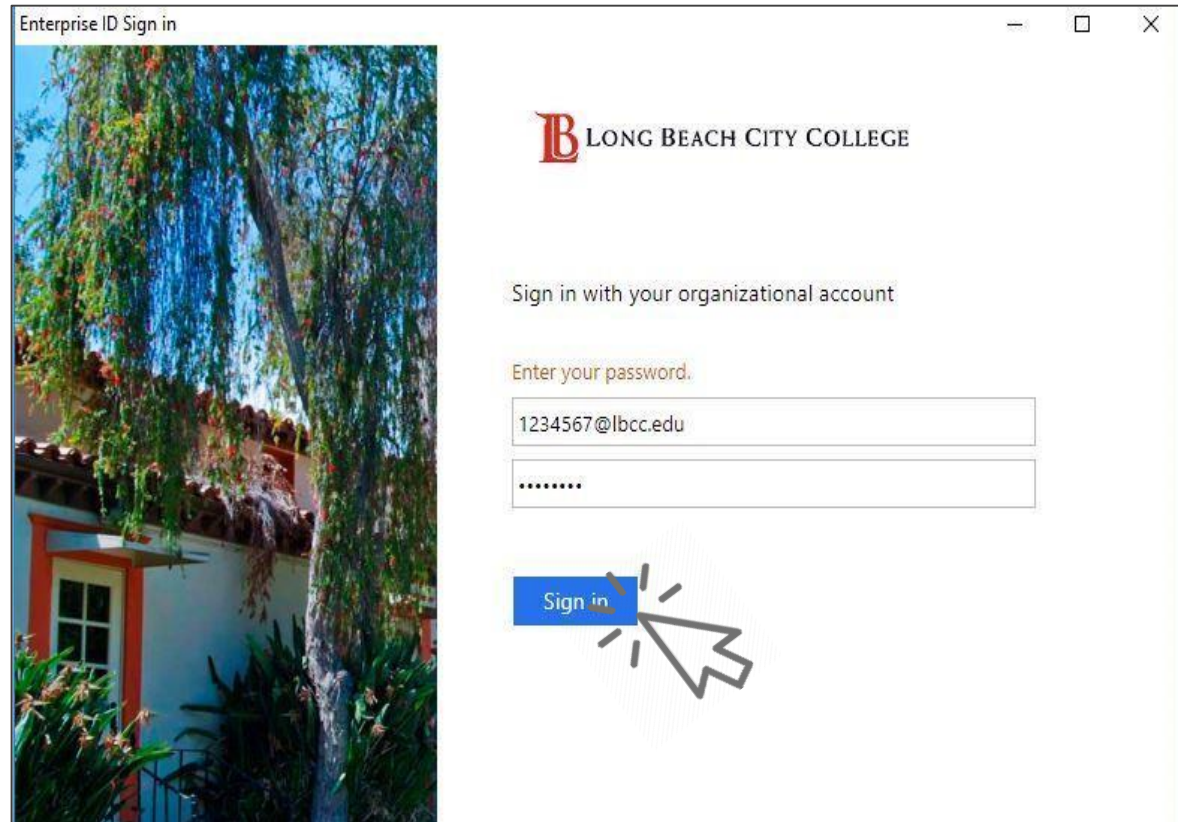 Enterprise ID Sign in
LB LONG BEACH CITY COLLEGE
Sign in with your organizational account
Enter your password.
1234567@lbcc.edu
••••••••
Sign in